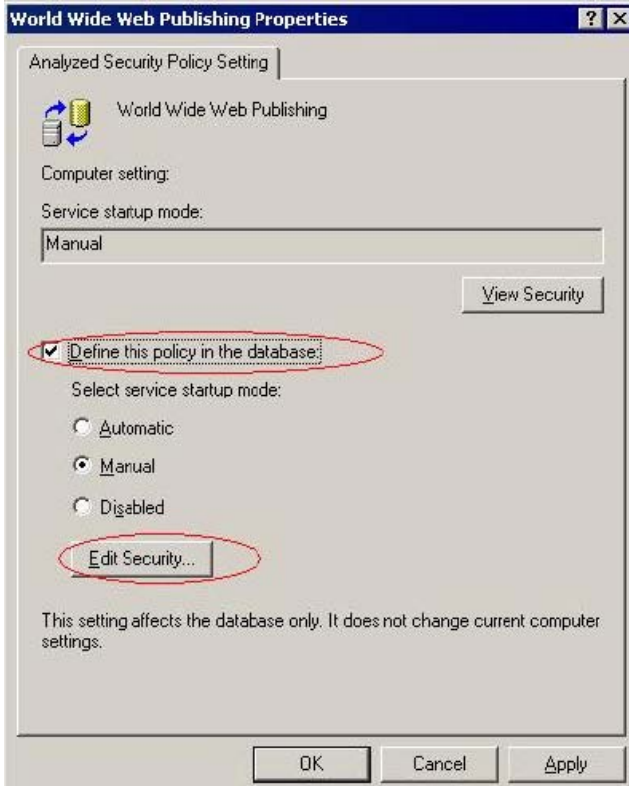 World Wide Web Publishing Properties
Analyzed Security Policy Setting
World Wide Web Publishing
Computer setting:
Service startup mode:
Manual
View Security
Define this policy in the database:
Select service startup mode:
Automatic
Manual
Disabled
Edit Security...
This setting affects the database only. It does not change current computer
settings.
OK
Cancel
Apply